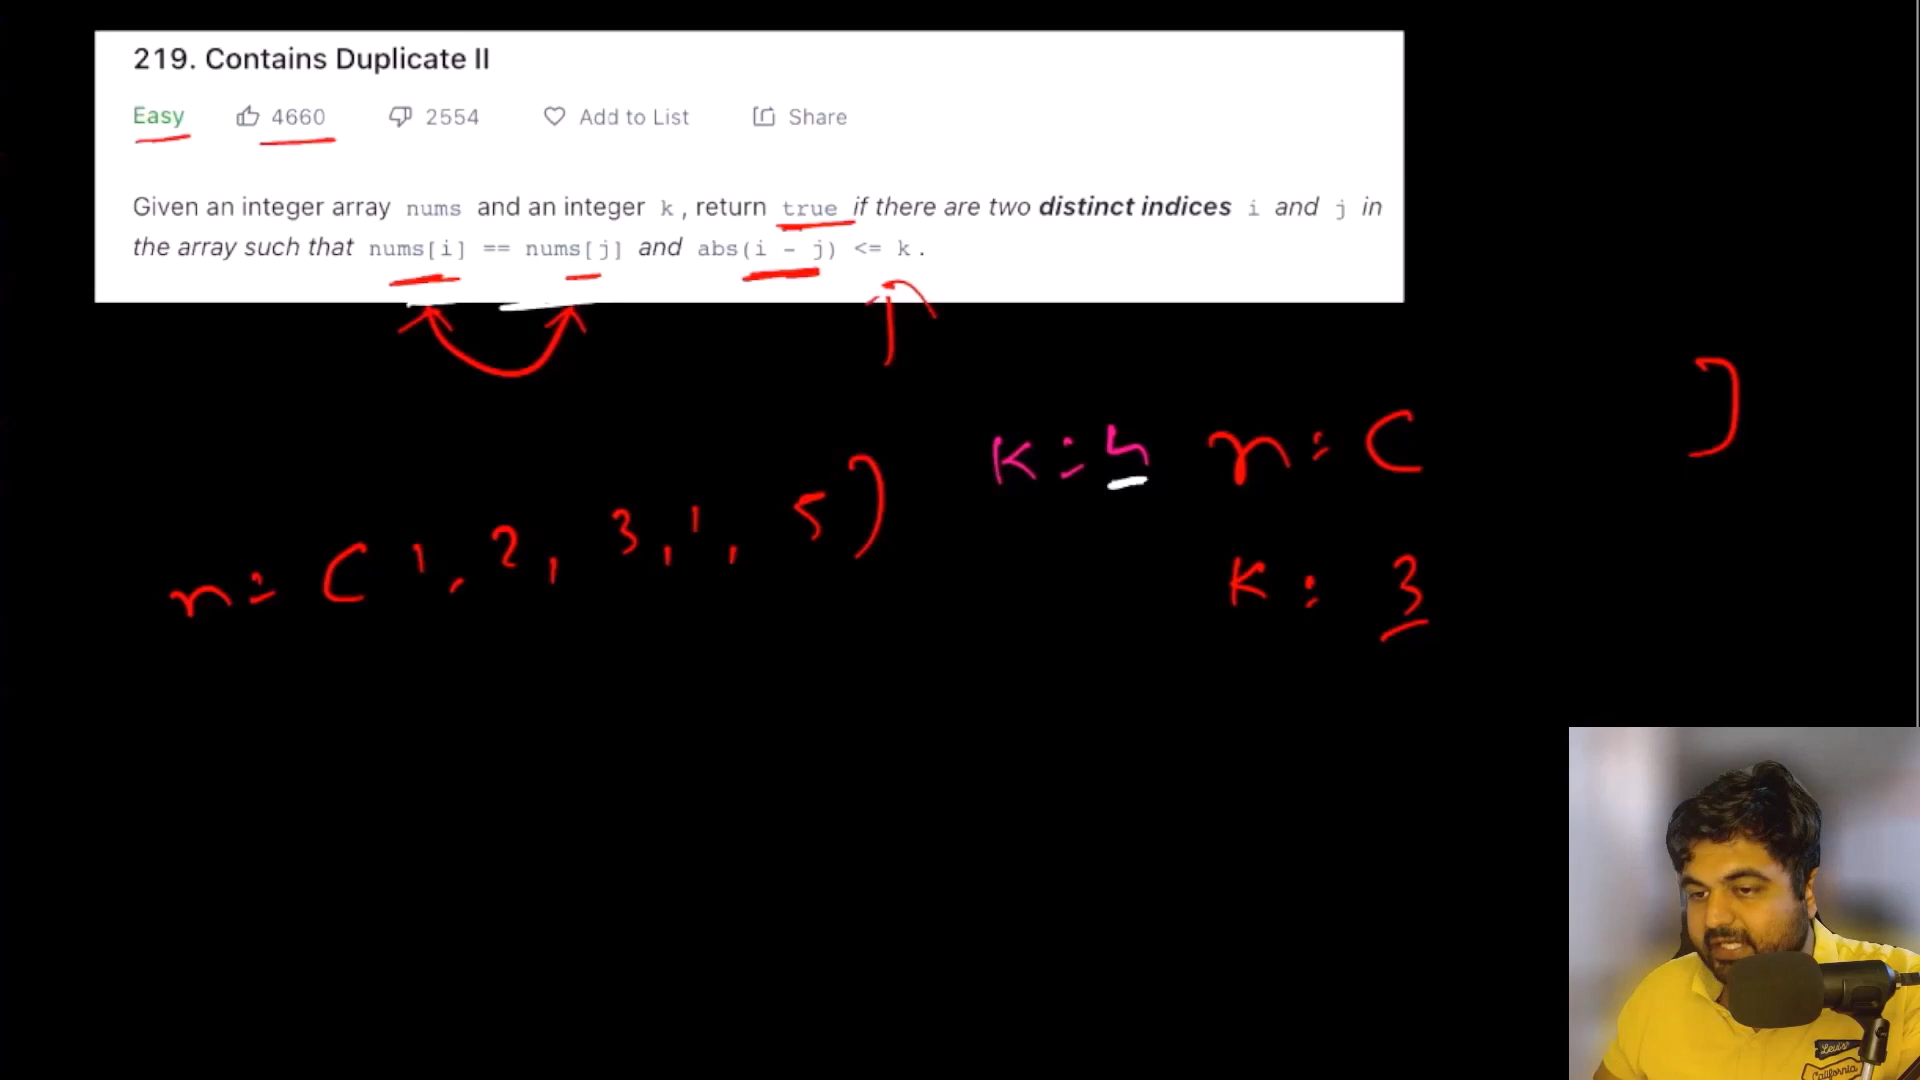 219. Contains Duplicate II
Easy 4660 2554 Add to List Share
Given an integer array nums and an integer k, return true if there are two distinct indices i and j in
the array such that nums[i] == nums[j] and abs(i - j) <= k.
n = [1, 2, 3, 1, 5]
K = n = [ ]
K : 3
Levi's
California